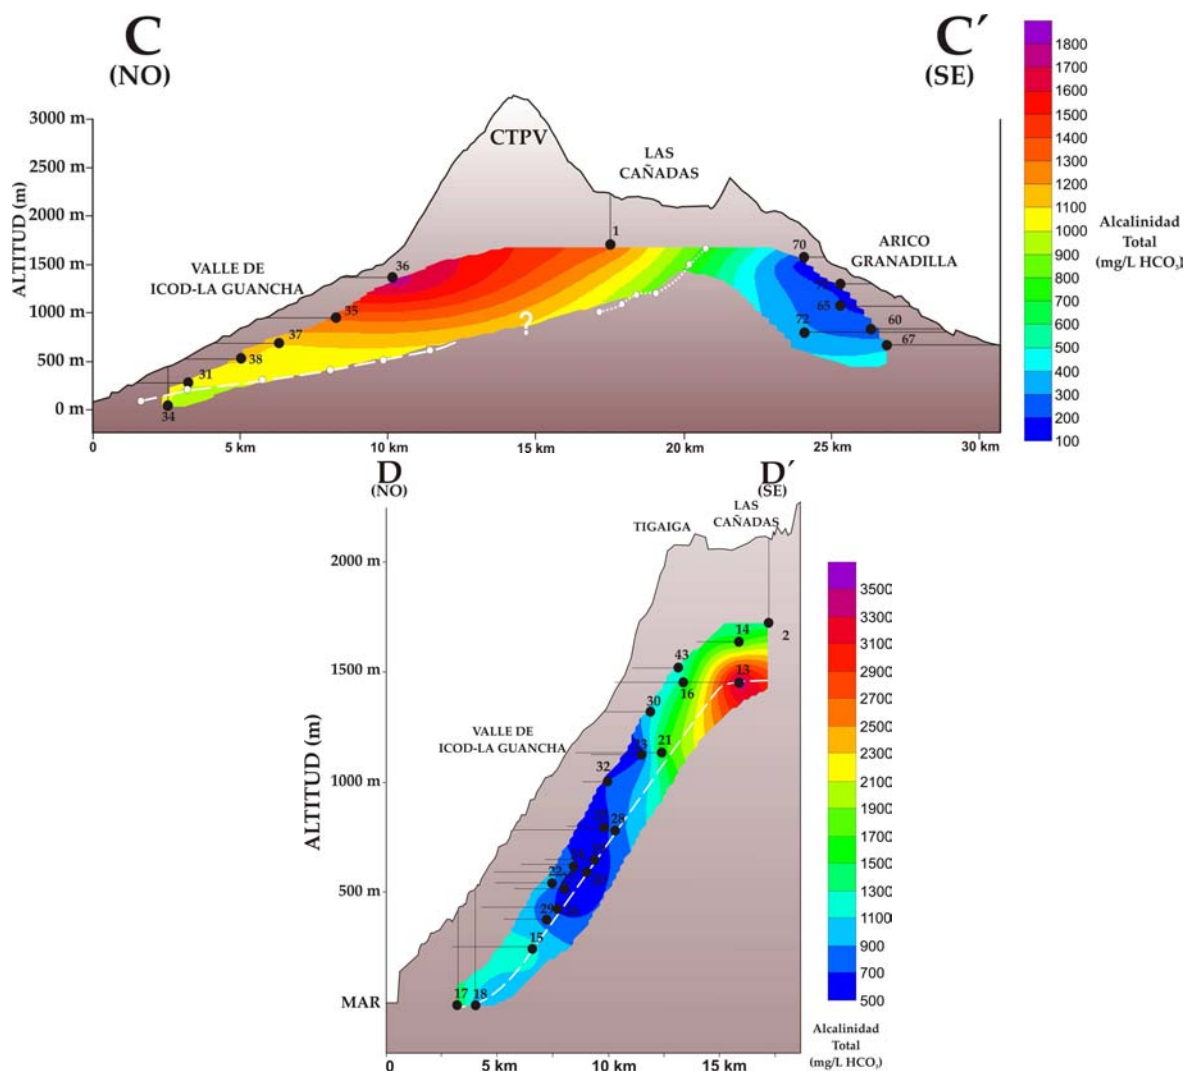 C
(NO)
C´
(SE)
3000 m
2500 m
2000 m
1500 m
1000 m
500 m
0 m
ALTITUD (m)
CTPV
LAS
CAÑADAS
VALLE DE
ICOD-LA GUANCHA
ARICO
GRANADILLA
1
36
35
37
38
31
34
70
65
60
72
67
?
0
5 km
10 km
15 km
20 km
25 km
30 km
1800
1700
1600
1500
1400
1300
1200
1100
1000
900
800
700
600
500
400
300
200
100
Alcalinidad
Total
(mg/L HCO₃)
D
(NO)
D´
(SE)
TIGAIGA
LAS
CAÑADAS
2000 m
1500 m
1000 m
500 m
MAR
ALTITUD (m)
VALLE DE
ICOD-LA GUANCHA
2
14
13
43
16
30
21
32
28
22
29
15
17
18
0
5 km
10 km
15 km
3500
3300
3100
2900
2700
2500
2300
2100
1900
1700
1500
1300
1100
900
700
500
Alcalinidad
Total
(mg/L HCO₃)